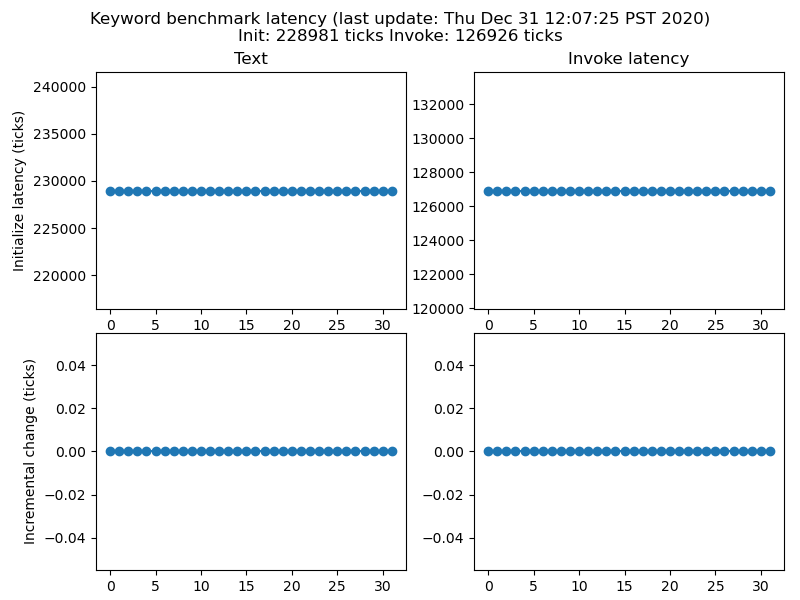 Keyword benchmark latency (last update: Thu Dec 31 12:07:25 PST 2020)
Init: 228981 ticks Invoke: 126926 ticks
Text
Invoke latency
Initialize latency (ticks)
240000
235000
230000
225000
220000
0 5 10 15 20 25 30
132000
130000
128000
126000
124000
122000
120000
0 5 10 15 20 25 30
Incremental change (ticks)
0.04
0.02
0.00
−0.02
−0.04
0 5 10 15 20 25 30
0.04
0.02
0.00
−0.02
−0.04
0 5 10 15 20 25 30